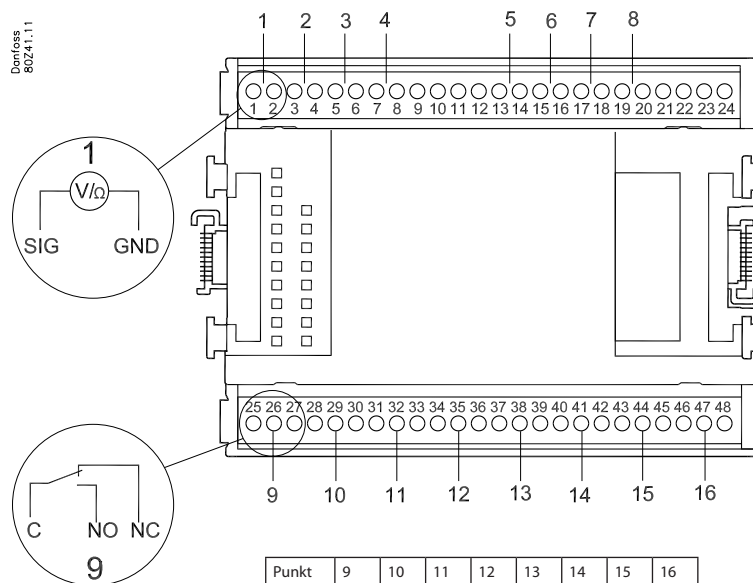 Danfoss
80Z41.11
1 2 3 4 5 6 7 8
1 2 3 4 5 6 7 8 9 10 11 12 13 14 15 16 17 18 19 20 21 22 23 24
1
V/Ω
SIG GND
25 26 27 28 29 30 31 32 33 34 35 36 37 38 39 40 41 42 43 44 45 46 47 48
9 10 11 12 13 14 15 16
C NO NC
9
Punkt 9 10 11 12 13 14 15 16